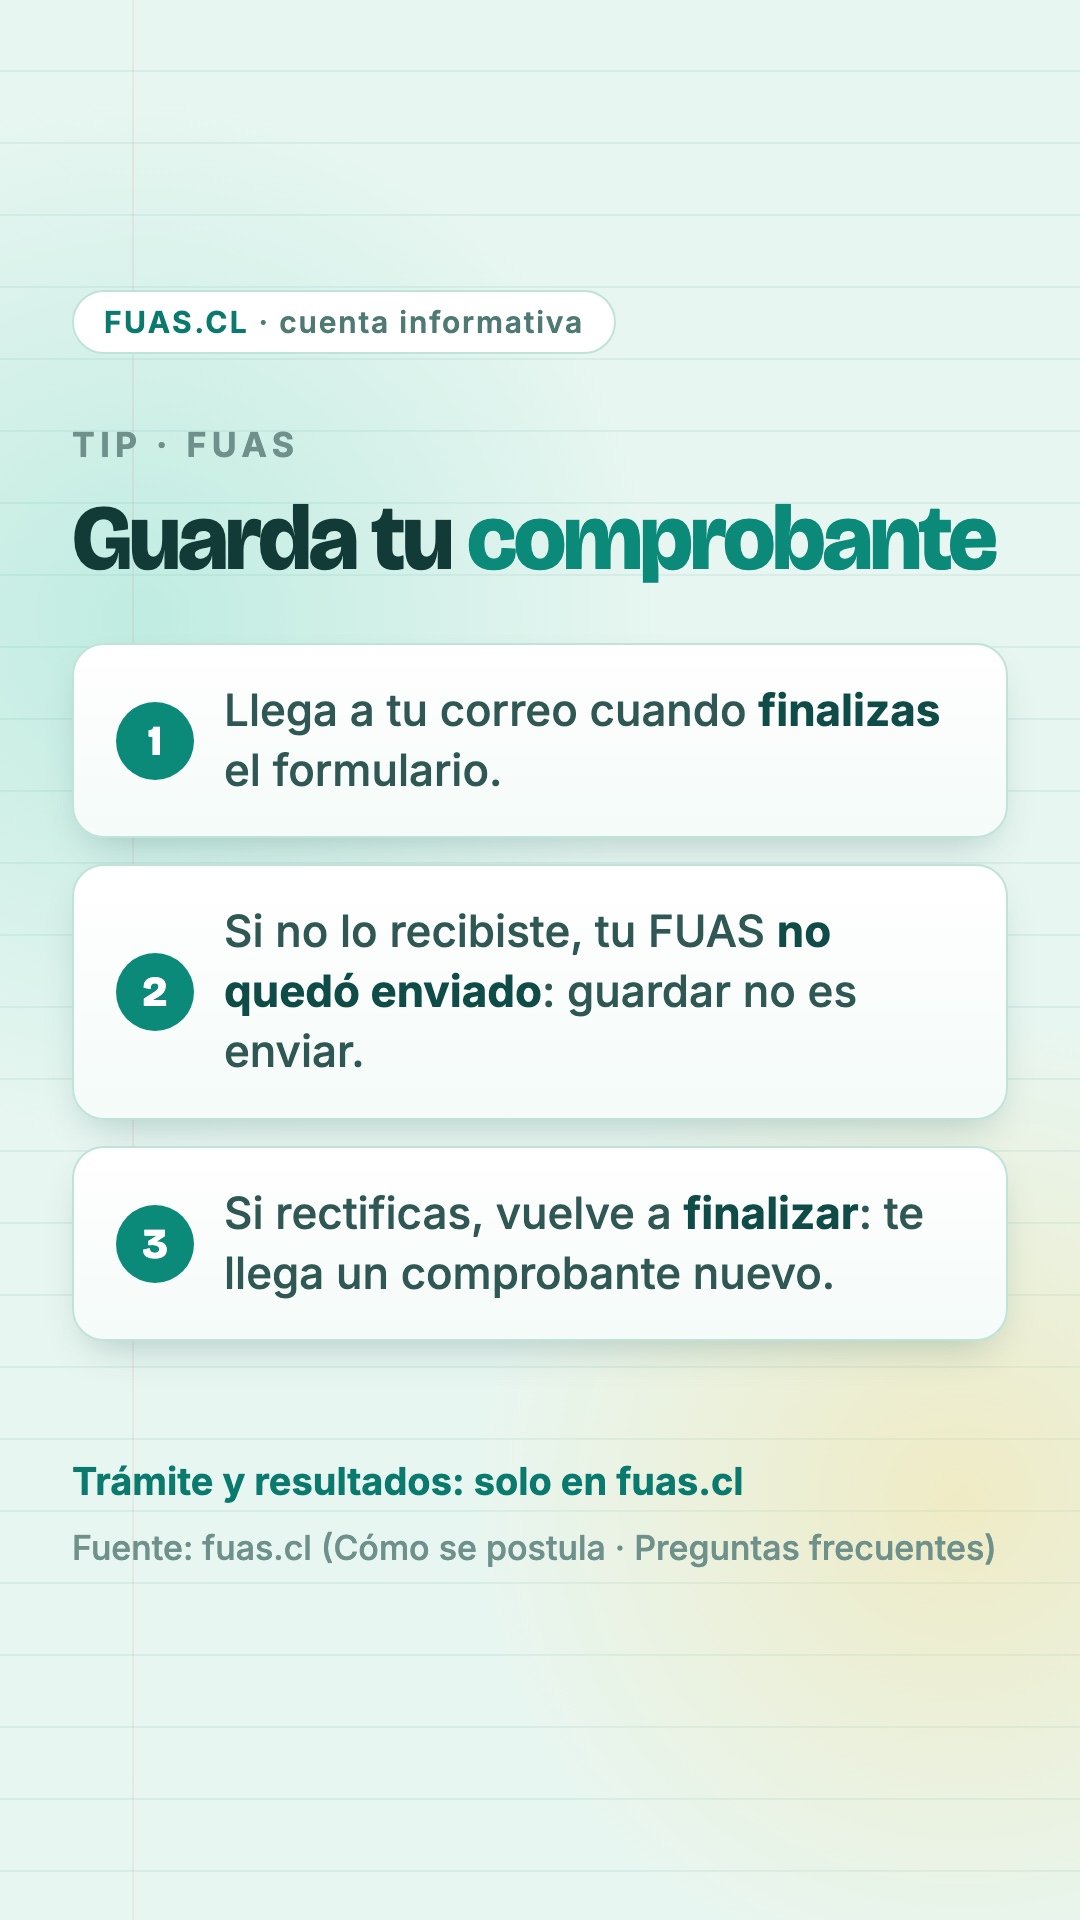 FUAS.CL · cuenta informativa
TIP · FUAS
Guarda tu comprobante
1
Llega a tu correo cuando finalizas
el formulario.
2
Si no lo recibiste, tu FUAS no
quedó enviado: guardar no es
enviar.
3
Si rectificas, vuelve a finalizar: te
llega un comprobante nuevo.
Trámite y resultados: solo en fuas.cl
Fuente: fuas.cl (Cómo se postula · Preguntas frecuentes)